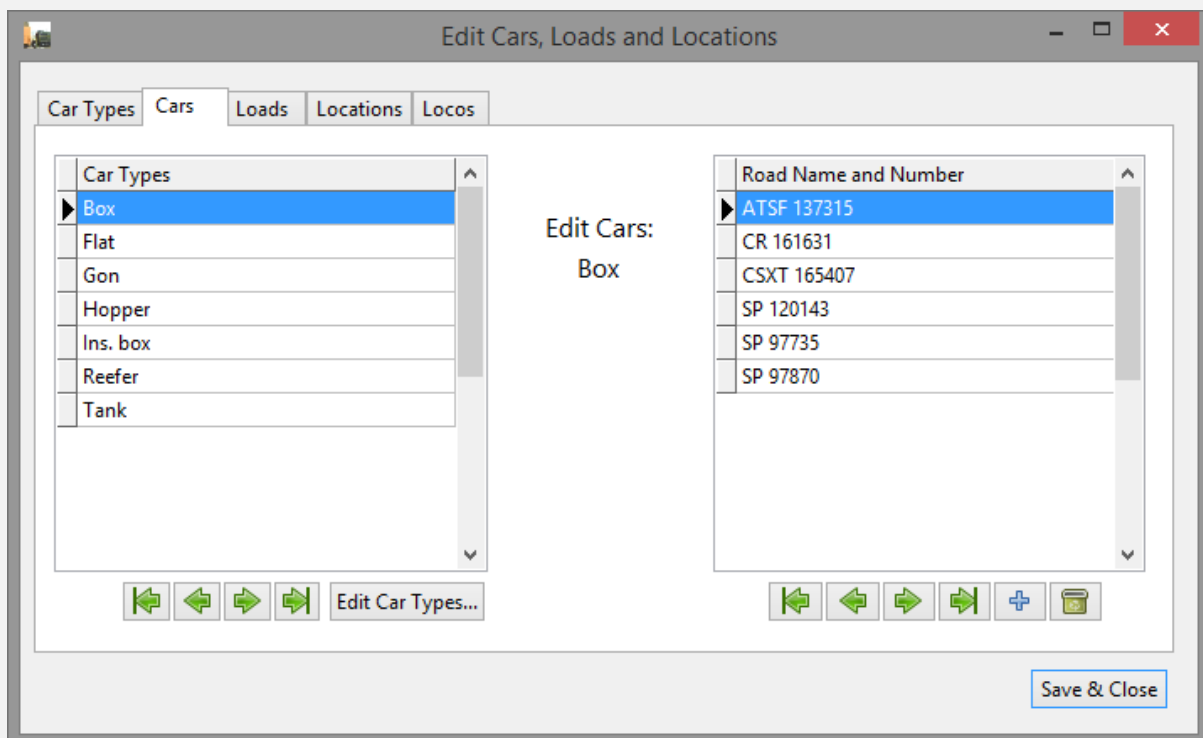 Edit Cars, Loads and Locations
Car Types Cars Loads Locations Locos
Car Types
Box
Flat
Gon
Hopper
Ins. box
Reefer
Tank
Edit Cars:
Box
Road Name and Number
ATSF 137315
CR 161631
CSXT 165407
SP 120143
SP 97735
SP 97870
Edit Car Types...
Save & Close